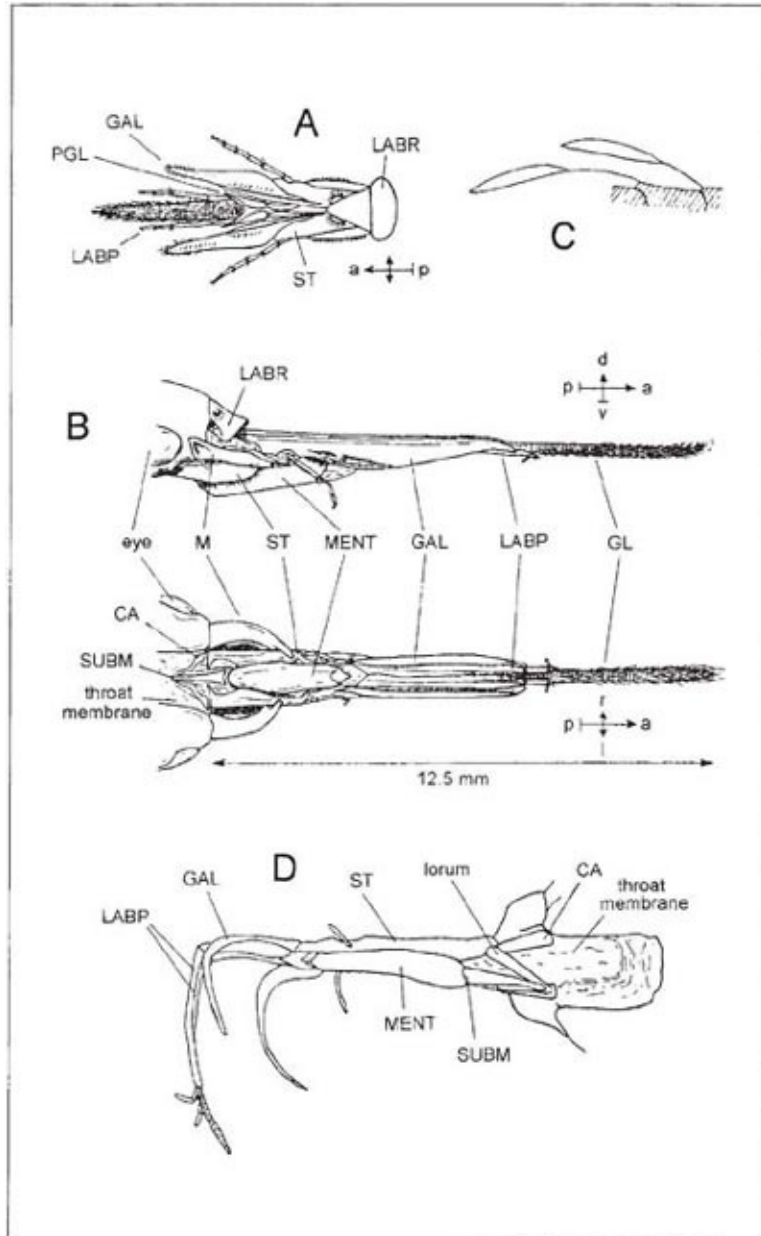 A
GAL
PGL
LABR
LABP
ST
a p
C
d
p a
v
LABR
B
eye M ST MENT GAL LABP GL
CA
SUBM
throat
membrane
r
p a
l
12.5 mm
D
GAL
ST
lorum
CA
LABP
throat
membrane
MENT
SUBM